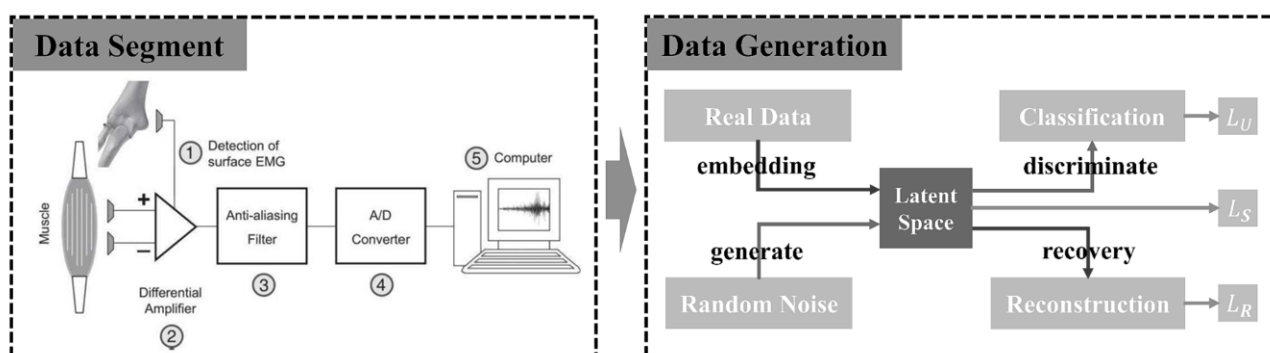 Data Segment
1
Detection of
surface EMG
Muscle
+
−
Differential
Amplifier
2
Anti-aliasing
Filter
3
A/D
Converter
4
5 Computer
Data Generation
Real Data
embedding
generate
Random Noise
Latent
Space
Classification
discriminate
recovery
Reconstruction
L_U
L_S
L_R